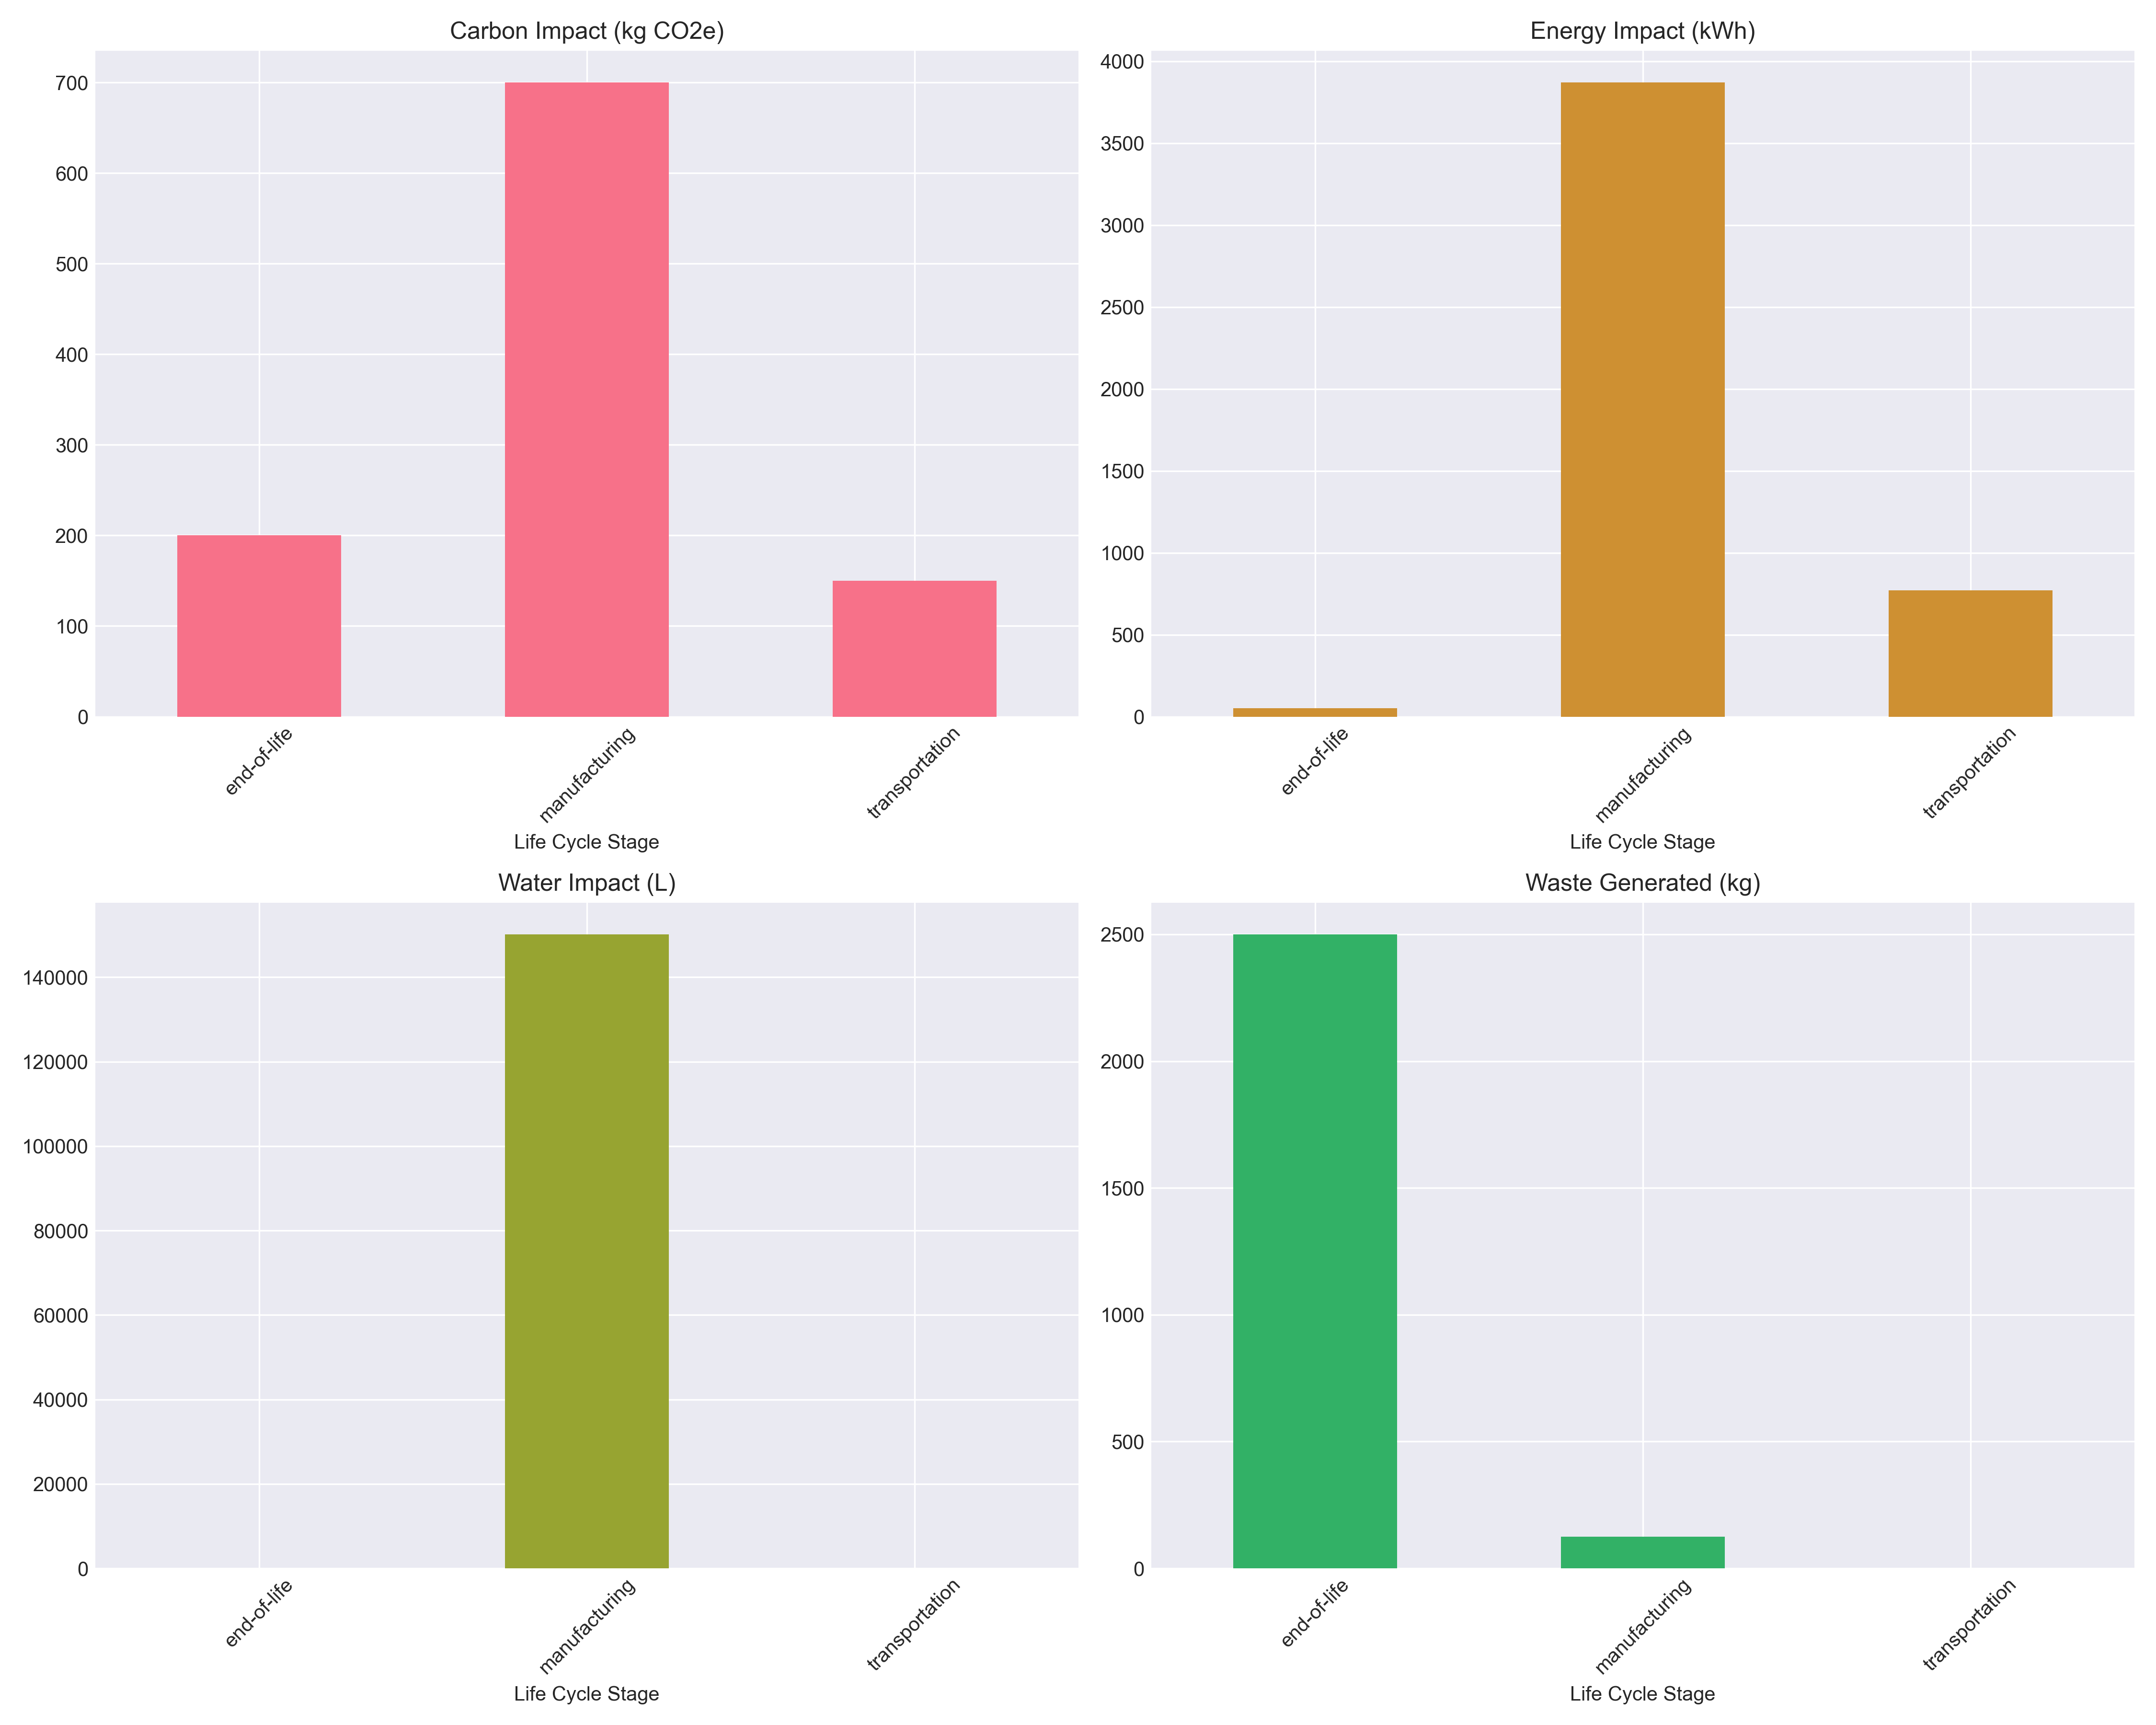 Carbon Impact (kg CO2e)
700
600
500
400
300
200
100
0
end-of-life
manufacturing
transportation
Life Cycle Stage
Energy Impact (kWh)
4000
3500
3000
2500
2000
1500
1000
500
0
end-of-life
manufacturing
transportation
Life Cycle Stage
Water Impact (L)
140000
120000
100000
80000
60000
40000
20000
0
end-of-life
manufacturing
transportation
Life Cycle Stage
Waste Generated (kg)
2500
2000
1500
1000
500
0
end-of-life
manufacturing
transportation
Life Cycle Stage